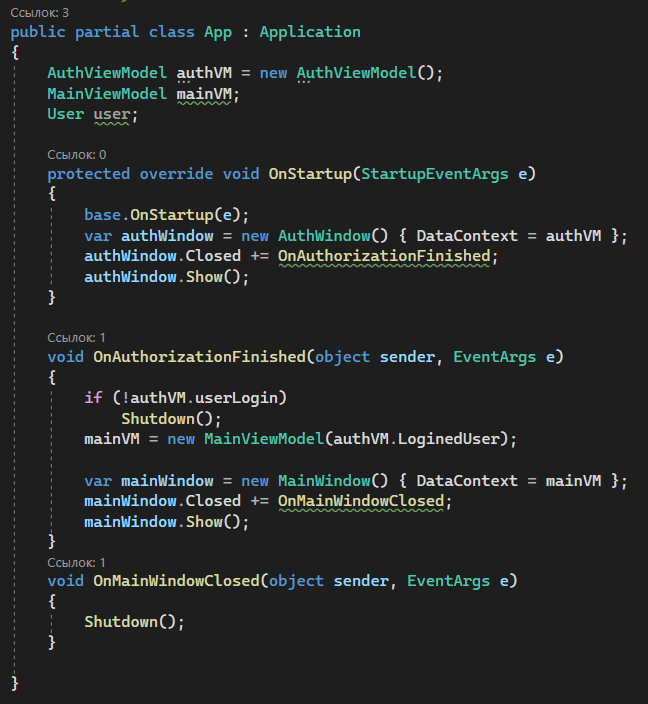 Ссылок: 3
public partial class App : Application
{
AuthViewModel authVM = new AuthViewModel();
MainViewModel mainVM;
User user;
Ссылок: 0
protected override void OnStartup(StartupEventArgs e)
{
base.OnStartup(e);
var authWindow = new AuthWindow() { DataContext = authVM };
authWindow.Closed += OnAuthorizationFinished;
authWindow.Show();
}
Ссылок: 1
void OnAuthorizationFinished(object sender, EventArgs e)
{
if (!authVM.userLogin)
Shutdown();
mainVM = new MainViewModel(authVM.LoginedUser);
var mainWindow = new MainWindow() { DataContext = mainVM };
mainWindow.Closed += OnMainWindowClosed;
mainWindow.Show();
}
Ссылок: 1
void OnMainWindowClosed(object sender, EventArgs e)
{
Shutdown();
}
}